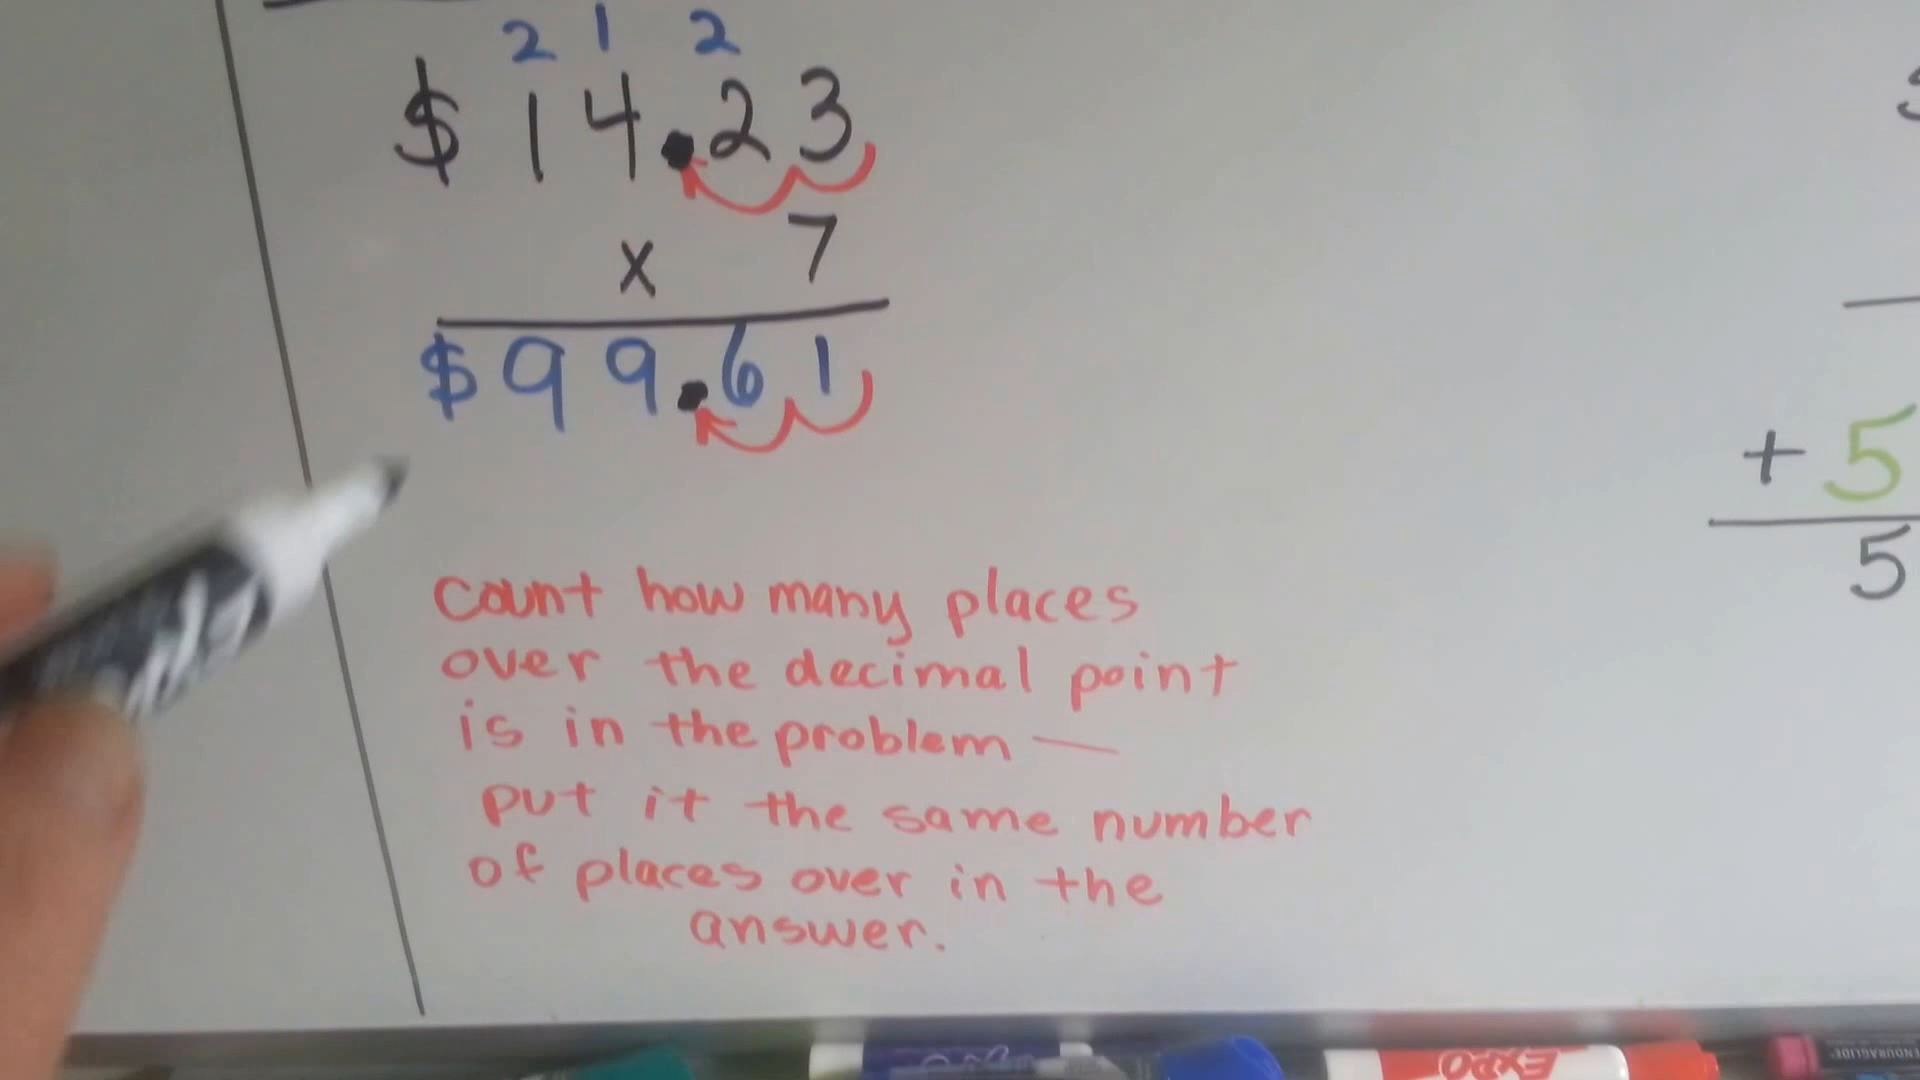 2 1 2
$ 14.23
x 7
$ 99.61
count how many places
over the decimal point
is in the problem —
put it the same number
of places over in the
answer.
+ 5
5
EXPO